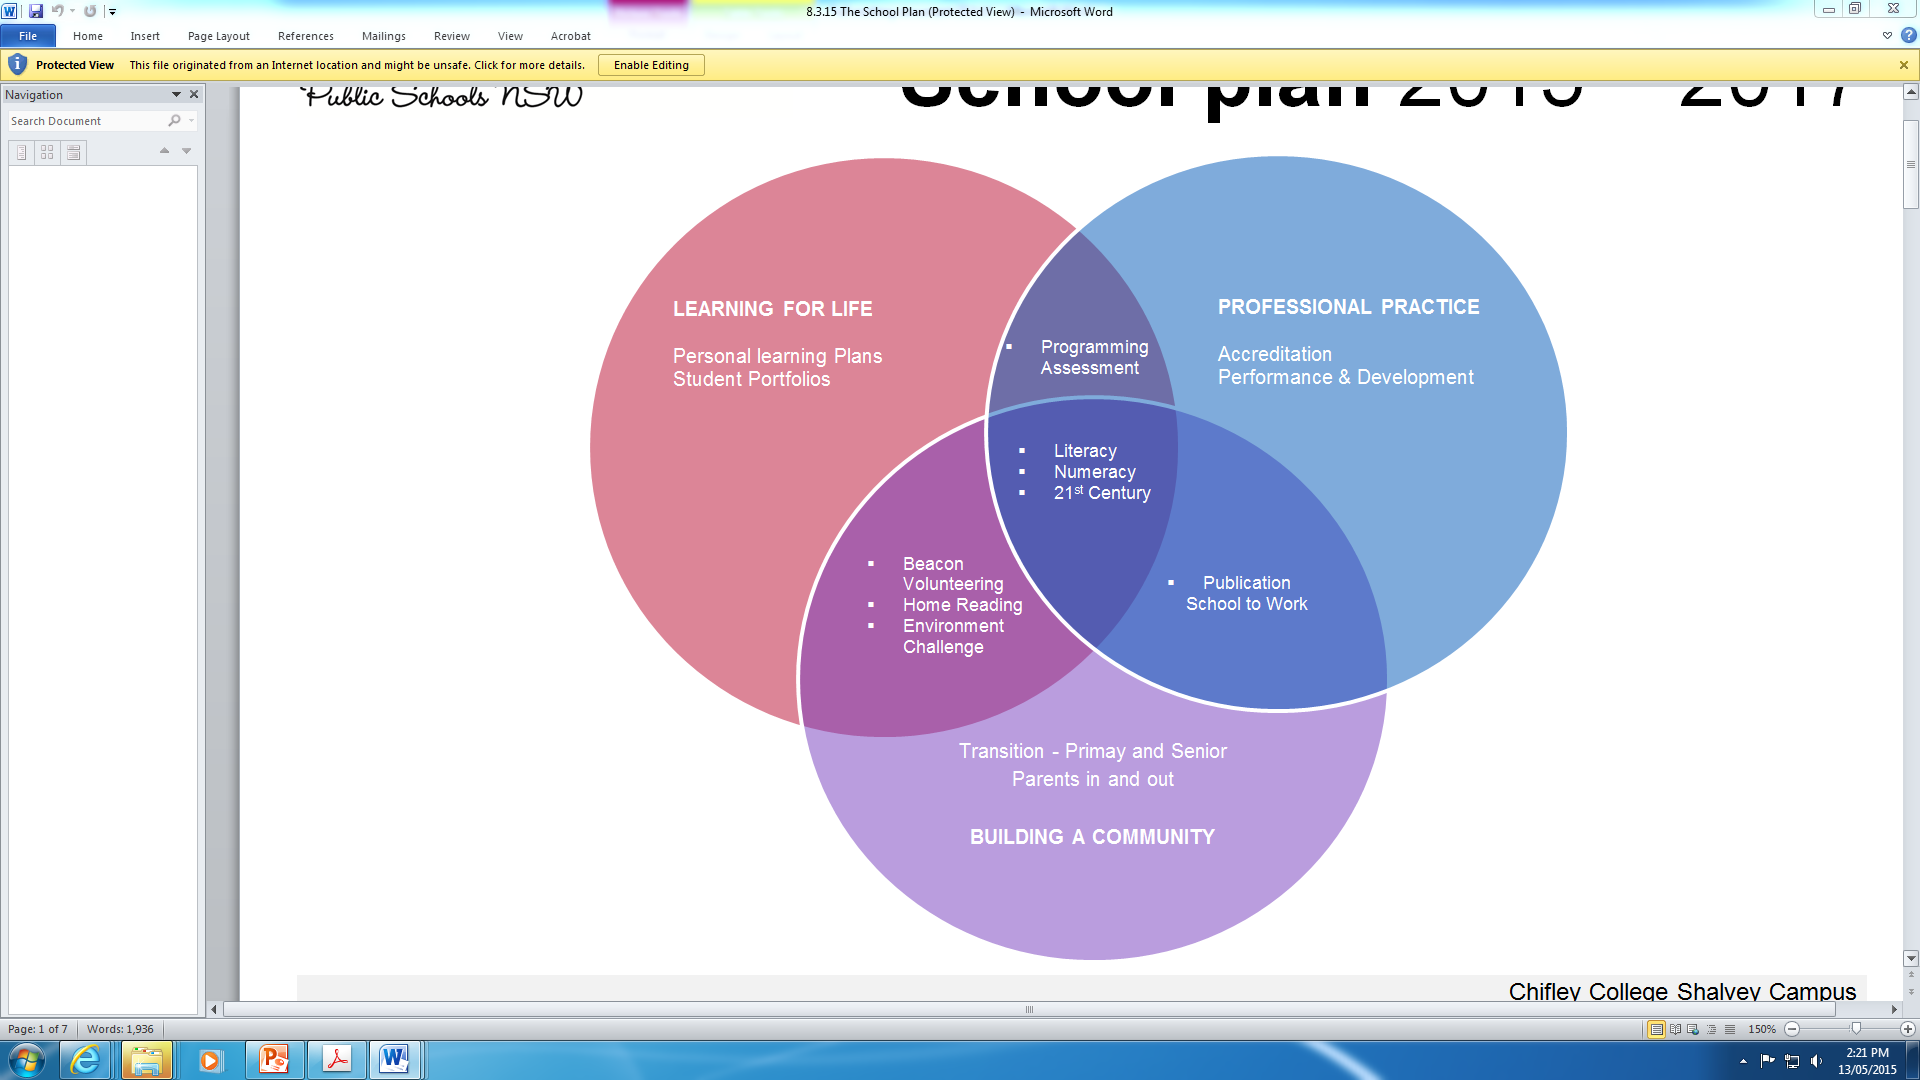 8.3.15 The School Plan (Protected View) - Microsoft Word
File Home Insert Page Layout References Mailings Review View Acrobat
Protected View This file originated from an Internet location and might be unsafe. Click for more details. Enable Editing
Navigation
Search Document
Public Schools NSW
School plan 2015 2017
LEARNING FOR LIFE
Personal learning Plans
Student Portfolios
PROFESSIONAL PRACTICE
Accreditation
Performance & Development
▪ Programming
Assessment
▪ Literacy
▪ Numeracy
▪ 21st Century
▪ Beacon
Volunteering
▪ Home Reading
▪ Environment
Challenge
▪ Publication
School to Work
Transition - Primay and Senior
Parents in and out
BUILDING A COMMUNITY
Chifley College Shalvey Campus
Page: 1 of 7 Words: 1,936
150%
2:21 PM
13/05/2015